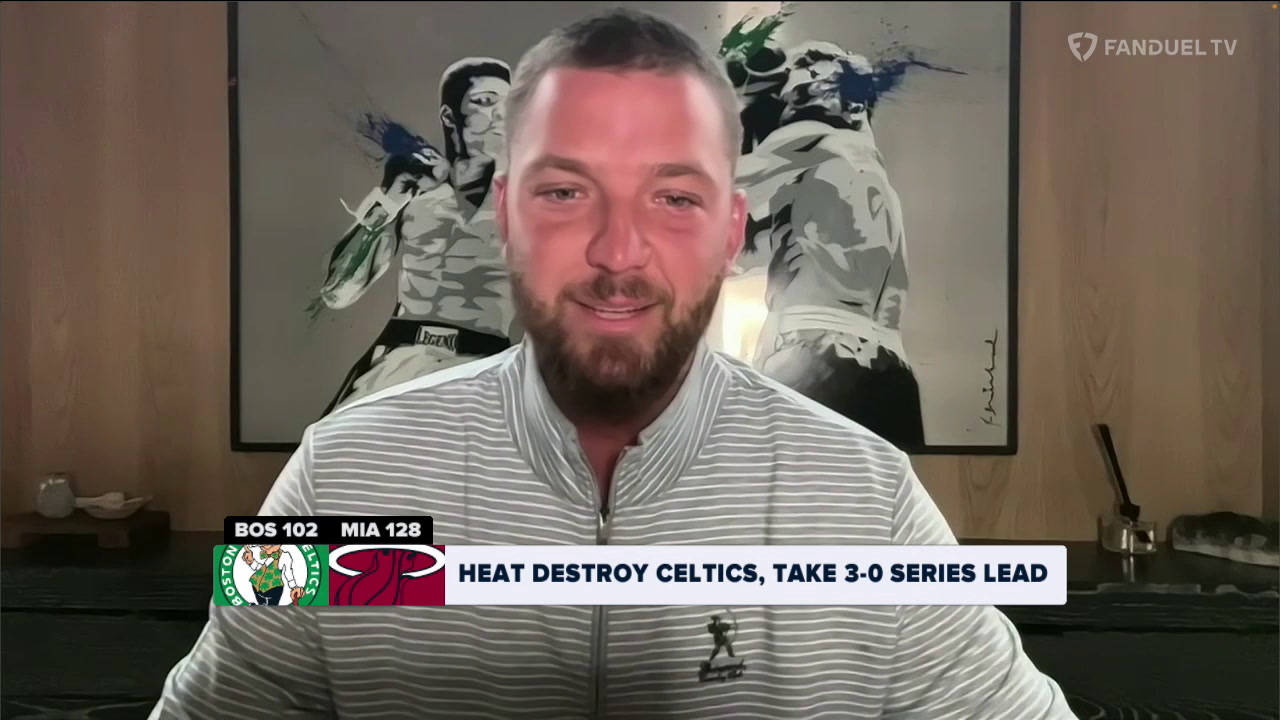 FANDUEL TV
LEGEND
BOS 102 MIA 128
BOSTON
CELTICS
HEAT DESTROY CELTICS, TAKE 3-0 SERIES LEAD